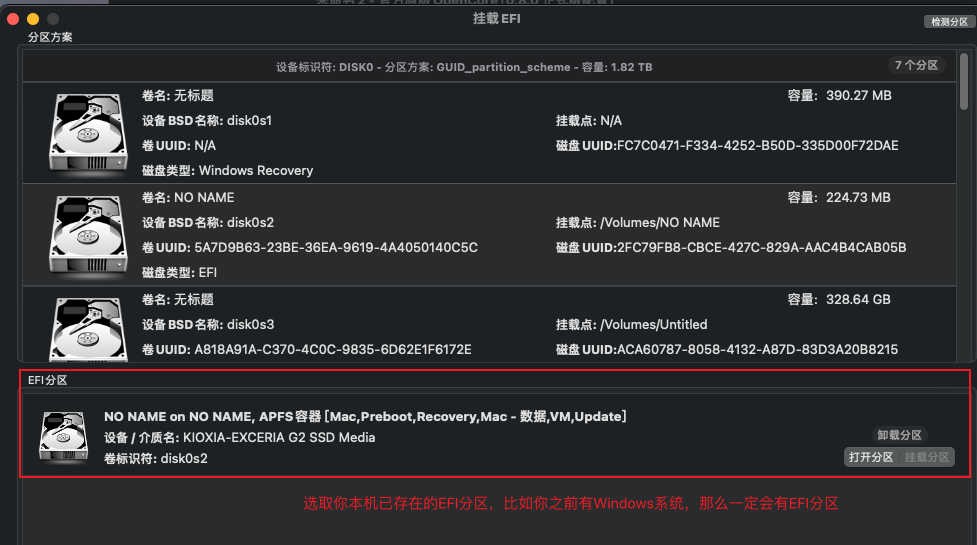 挂载 EFI
检测分区
分区方案
设备标识符: DISK0 - 分区方案: GUID_partition_scheme - 容量: 1.82 TB
7 个分区
卷名: 无标题
容量: 390.27 MB
设备 BSD 名称: disk0s1
挂载点: N/A
卷 UUID: N/A
磁盘 UUID:FC7C0471-F334-4252-B50D-335D00F72DAE
磁盘类型: Windows Recovery
卷名: NO NAME
容量: 224.73 MB
设备 BSD 名称: disk0s2
挂载点: /Volumes/NO NAME
卷 UUID: 5A7D9B63-23BE-36EA-9619-4A4050140C5C
磁盘 UUID:2FC79FB8-CBCE-427C-829A-AAC4B4CAB05B
磁盘类型: EFI
卷名: 无标题
容量: 328.64 GB
设备 BSD 名称: disk0s3
挂载点: /Volumes/Untitled
卷 UUID: A818A91A-C370-4C0C-9835-6D62E1F6172E
磁盘 UUID:ACA60787-8058-4132-A87D-83D3A20B8215
EFI分区
NO NAME on NO NAME, APFS容器 [Mac,Preboot,Recovery,Mac - 数据,VM,Update]
设备 / 介质名: KIOXIA-EXCERIA G2 SSD Media
卸载分区
卷标识符: disk0s2
打开分区 挂载分区
选取你本机已存在的EFI分区，比如你之前有Windows系统，那么一定会有EFI分区